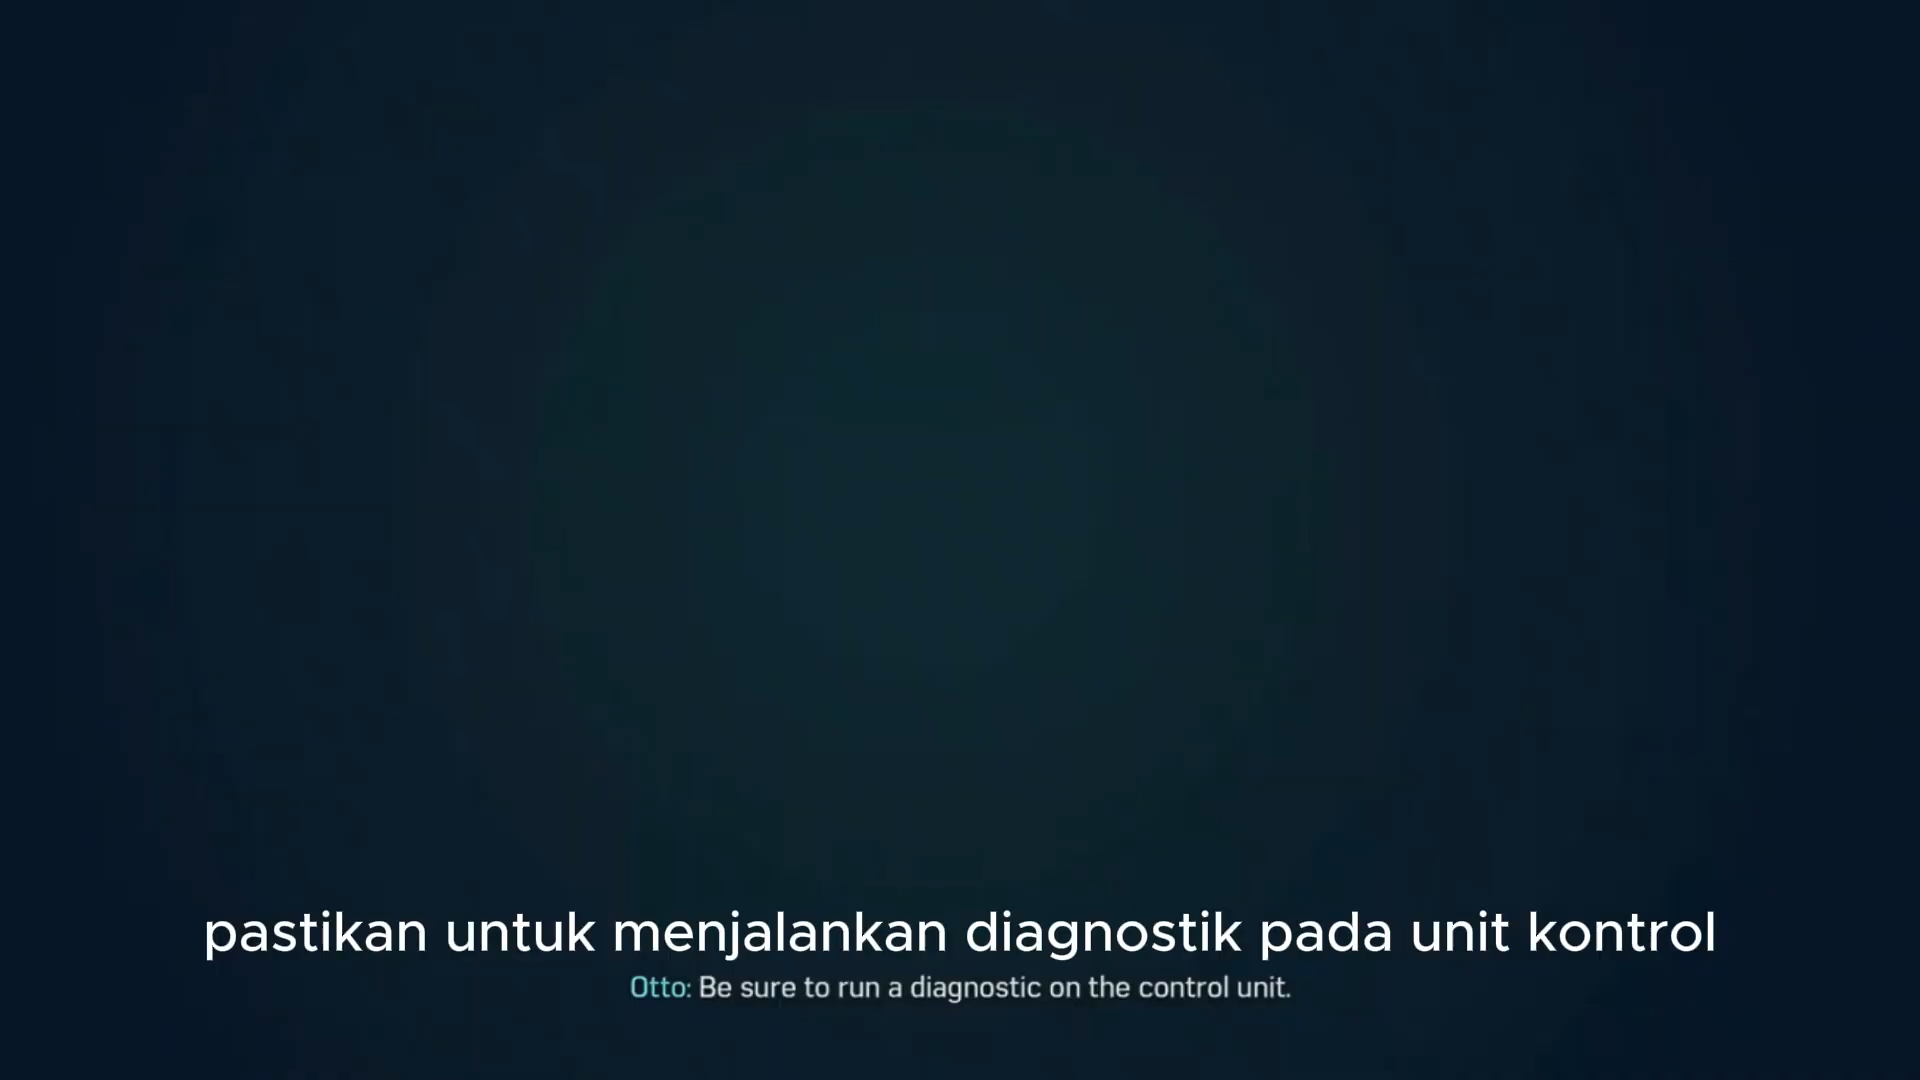 pastikan untuk menjalankan diagnostik pada unit kontrol
Otto: Be sure to run a diagnostic on the control unit.